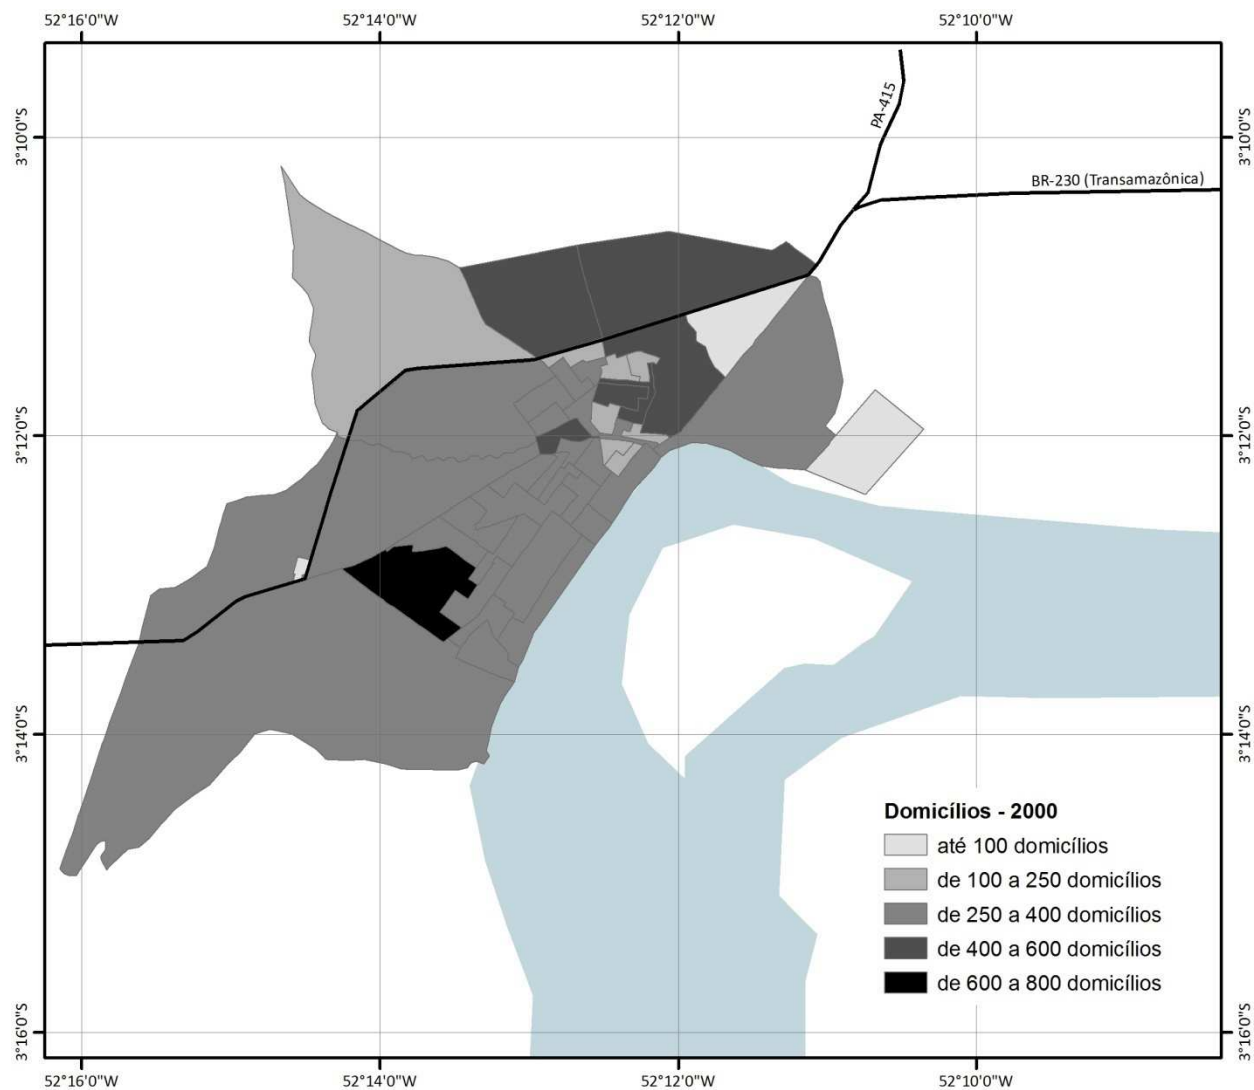 52°16'0"W
52°14'0"W
52°12'0"W
52°10'0"W
PA-415
3°10'0"S
3°10'0"S
BR-230 (Transamazônica)
3°12'0"S
3°12'0"S
3°14'0"S
3°14'0"S
Domicílios - 2000
até 100 domicílios
de 100 a 250 domicílios
de 250 a 400 domicílios
de 400 a 600 domicílios
de 600 a 800 domicílios
3°16'0"S
3°16'0"S
52°16'0"W
52°14'0"W
52°12'0"W
52°10'0"W